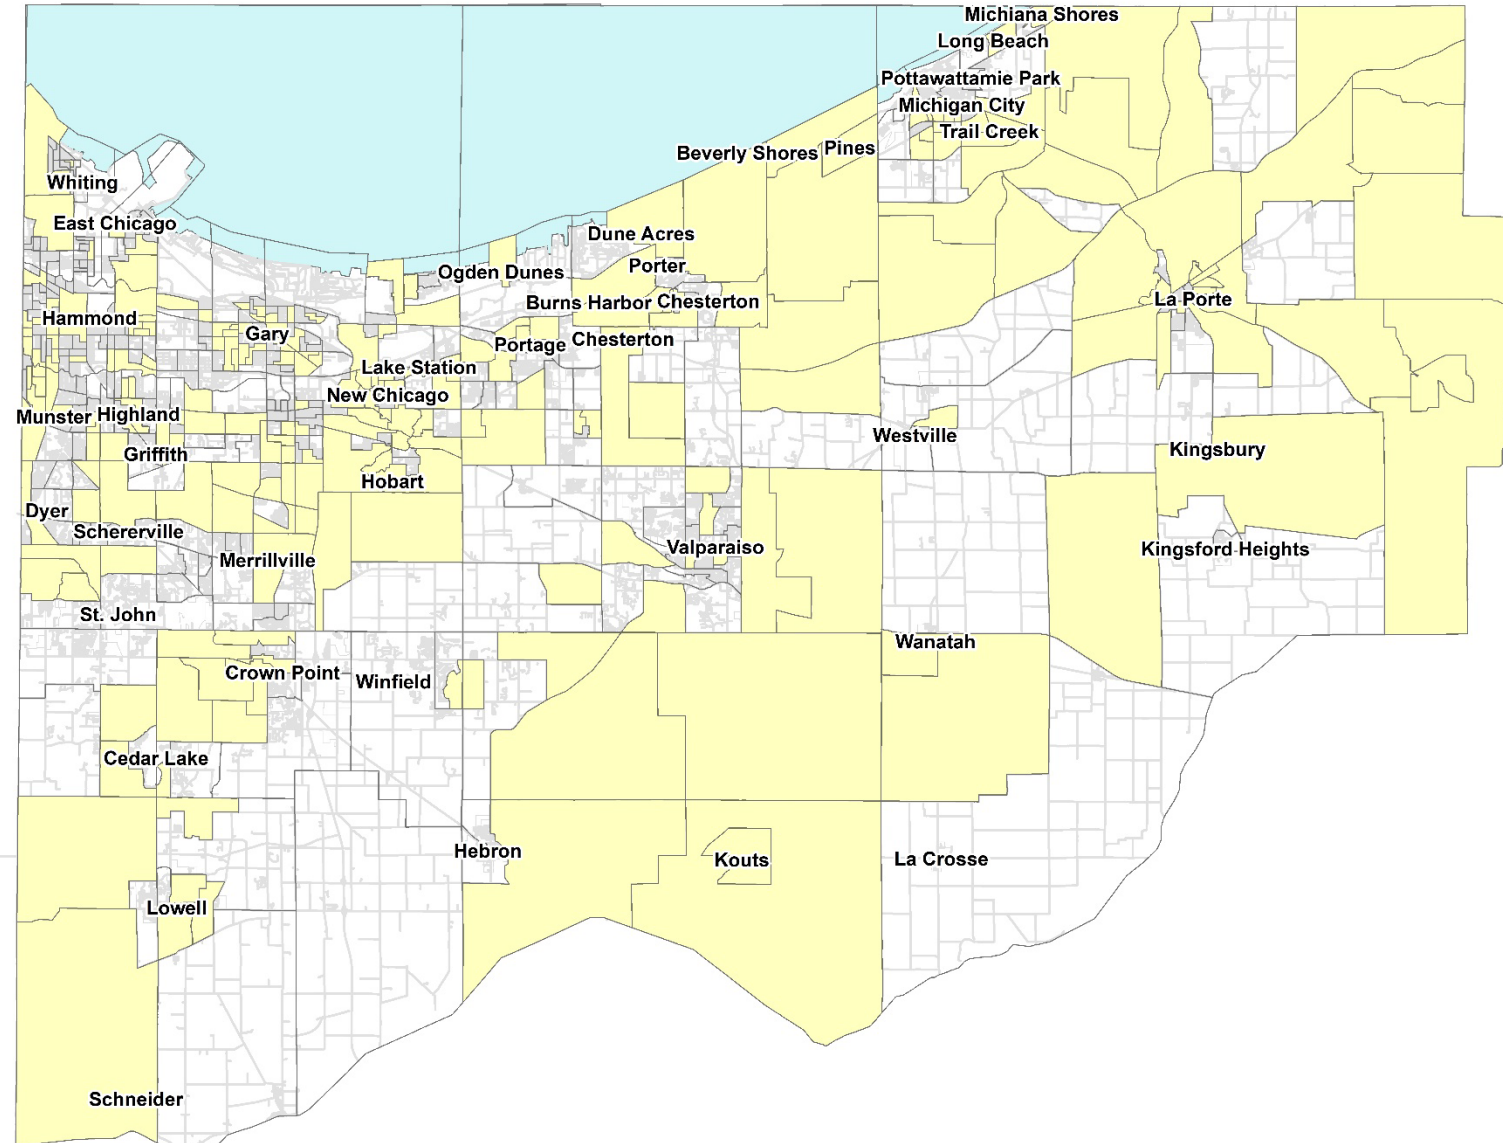 Michiana Shores
Long Beach
Pottawattamie Park
Michigan City
Trail Creek
Beverly Shores
Pines
Whiting
East Chicago
Dune Acres
Porter
Ogden Dunes
Burns Harbor
Chesterton
La Porte
Hammond
Gary
Portage
Chesterton
Lake Station
New Chicago
Munster
Highland
Westville
Griffith
Kingsbury
Hobart
Dyer
Schererville
Valparaiso
Kingsford Heights
Merrillville
St. John
Wanatah
Crown Point
Winfield
Cedar Lake
Hebron
Kouts
La Crosse
Lowell
Schneider